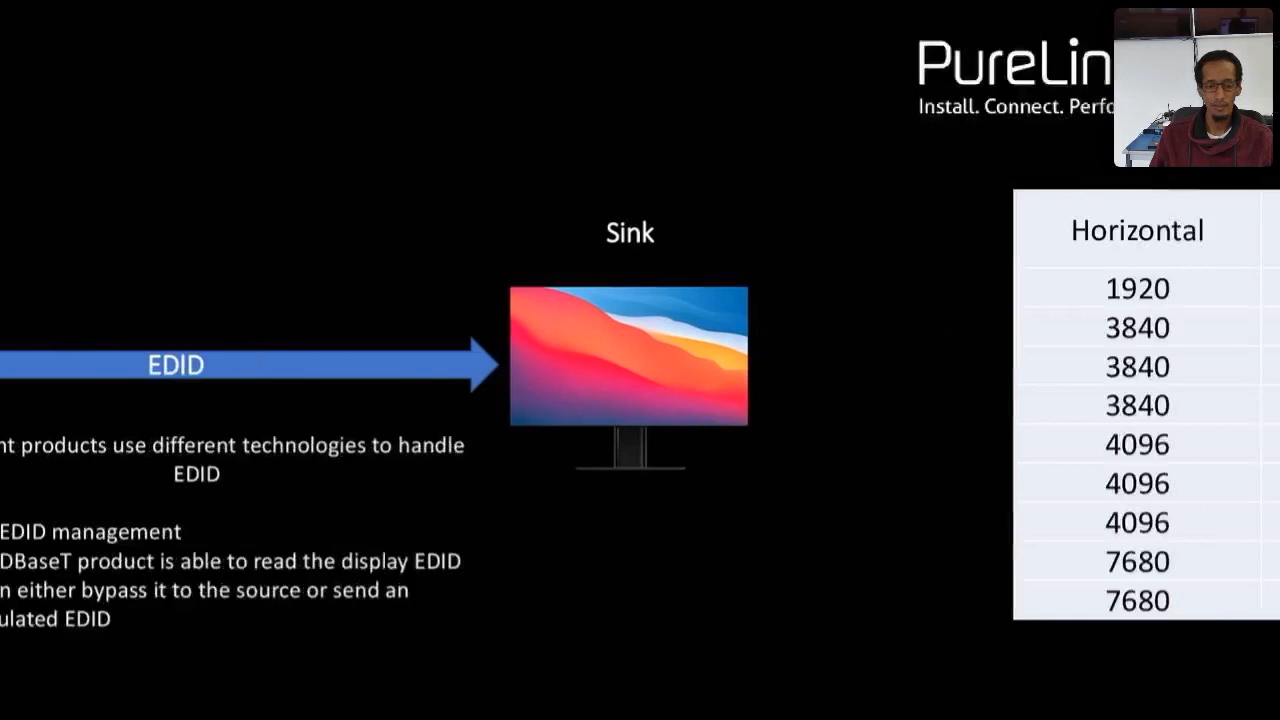 PureLin
Install. Connect. Perfo
Sink
EDID
nt products use different technologies to handle
EDID
EDID management
DBaseT product is able to read the display EDID
n either bypass it to the source or send an
ulated EDID
Horizontal
1920
3840
3840
3840
4096
4096
4096
7680
7680